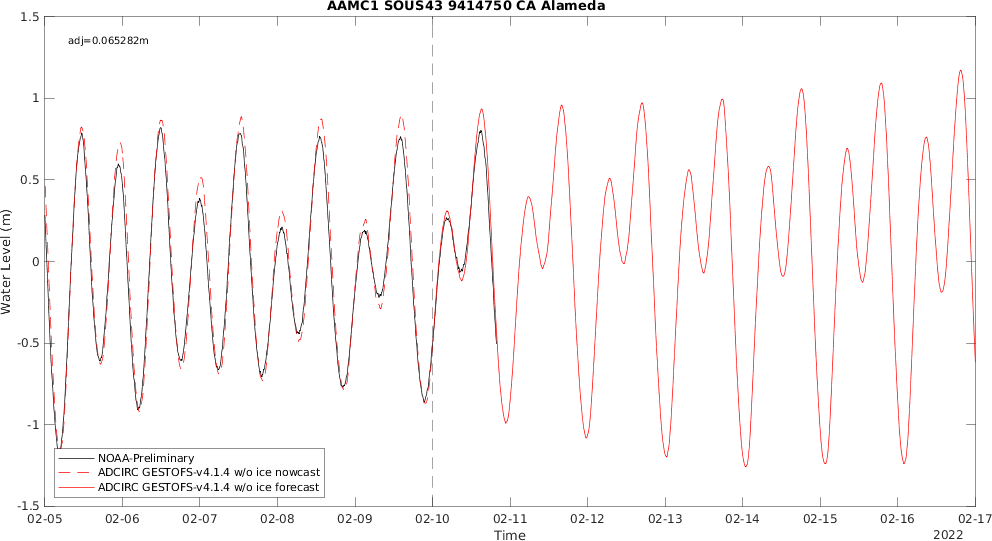 AAMC1 SOUS43 9414750 CA Alameda
adj=0.065282m
Water Level (m)
1.5
1
0.5
0
-0.5
-1
-1.5
NOAA-Preliminary
ADCIRC GESTOFS-v4.1.4 w/o ice nowcast
ADCIRC GESTOFS-v4.1.4 w/o ice forecast
02-05 02-06 02-07 02-08 02-09 02-10 02-11 02-12 02-13 02-14 02-15 02-16 02-17
Time
2022